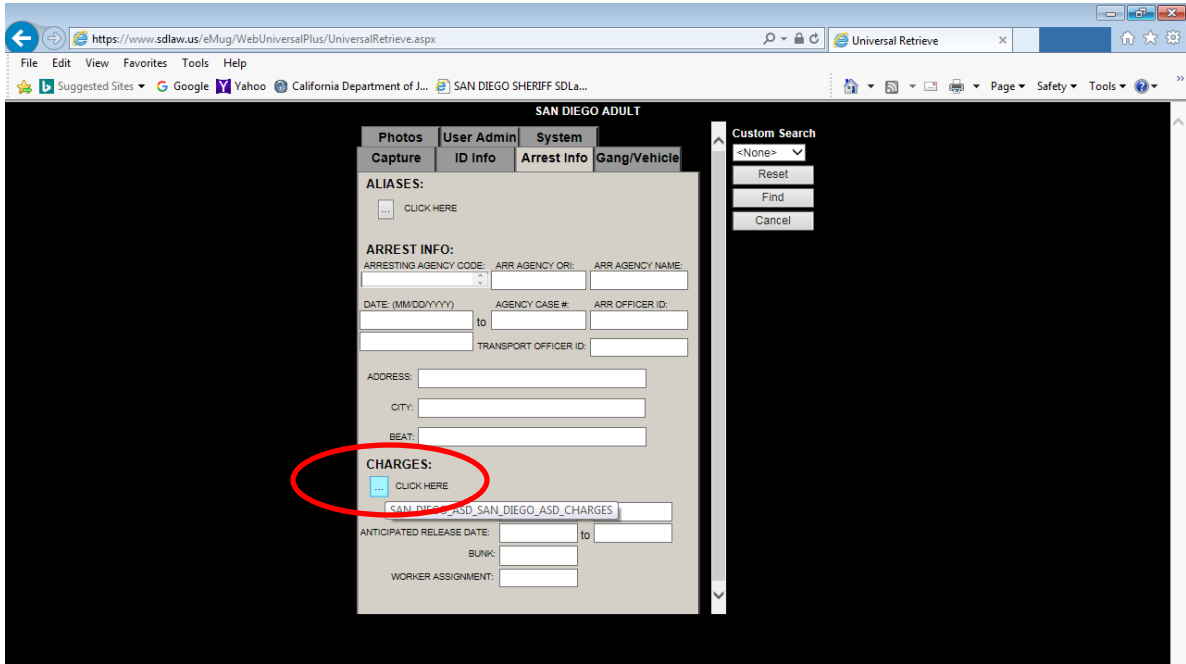 https://www.sdlaw.us/eMug/WebUniversalPlus/UniversalRetrieve.aspx
Universal Retrieve
File Edit View Favorites Tools Help
Suggested Sites Google Yahoo California Department of J... SAN DIEGO SHERIFF SDLa... Page Safety Tools
SAN DIEGO ADULT
Photos User Admin System
Capture ID Info Arrest Info Gang/Vehicle
Custom Search
<None>
Reset
Find
Cancel
ALIASES:
... CLICK HERE
ARREST INFO:
ARRESTING AGENCY CODE: ARR AGENCY ORI: ARR AGENCY NAME:
DATE: (MM/DD/YYYY) AGENCY CASE #: ARR OFFICER ID:
to
TRANSPORT OFFICER ID:
ADDRESS:
CITY:
BEAT:
CHARGES:
... CLICK HERE
SAN_DIEGO_ASD_SAN_DIEGO_ASD_CHARGES
ANTICIPATED RELEASE DATE: to
BUNK:
WORKER ASSIGNMENT: